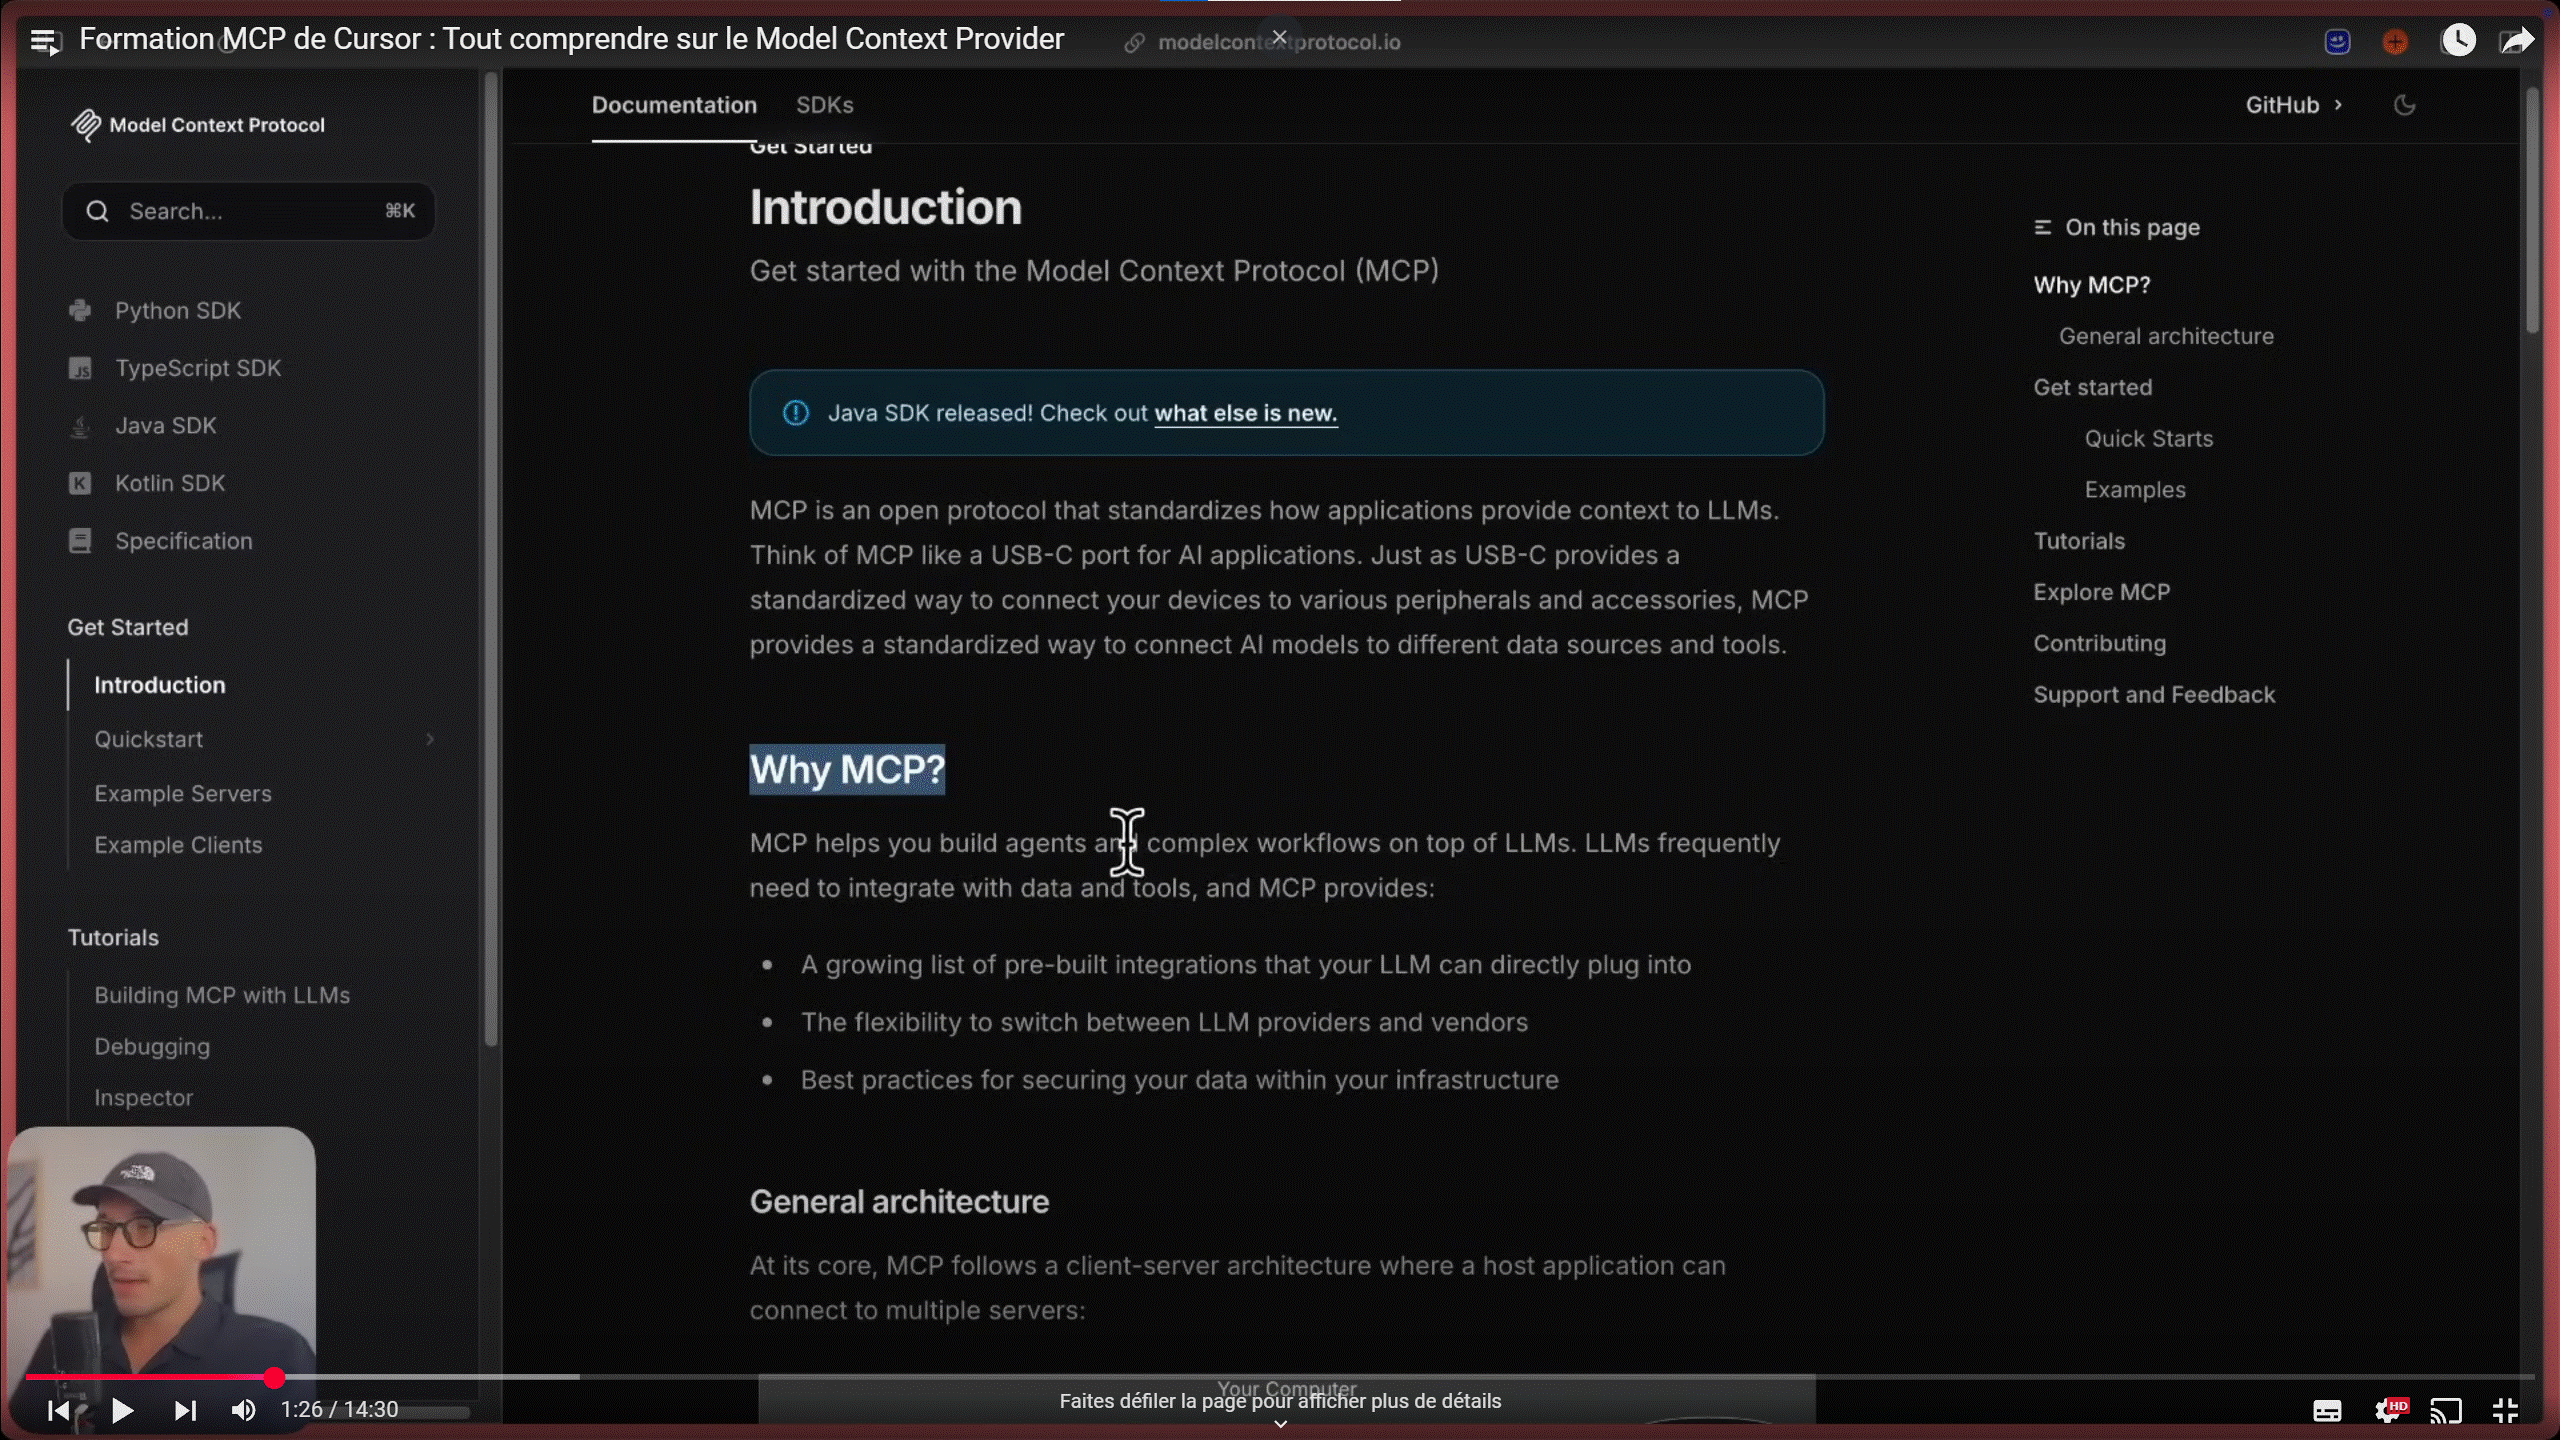 Formation MCP de Cursor : Tout comprendre sur le Model Context Provider
modelcontextprotocol.io
Model Context Protocol
Search...
⌘K
Python SDK
TypeScript SDK
Java SDK
Kotlin SDK
Specification
Get Started
Introduction
Quickstart
Example Servers
Example Clients
Tutorials
Building MCP with LLMs
Debugging
Inspector
Documentation
SDKs
GitHub
Get Started
Introduction
Get started with the Model Context Protocol (MCP)
Java SDK released! Check out what else is new.
MCP is an open protocol that standardizes how applications provide context to LLMs.
Think of MCP like a USB-C port for AI applications. Just as USB-C provides a
standardized way to connect your devices to various peripherals and accessories, MCP
provides a standardized way to connect AI models to different data sources and tools.
Why MCP?
MCP helps you build agents and complex workflows on top of LLMs. LLMs frequently
need to integrate with data and tools, and MCP provides:
• A growing list of pre-built integrations that your LLM can directly plug into
• The flexibility to switch between LLM providers and vendors
• Best practices for securing your data within your infrastructure
General architecture
At its core, MCP follows a client-server architecture where a host application can
connect to multiple servers:
Your Computer
On this page
Why MCP?
General architecture
Get started
Quick Starts
Examples
Tutorials
Explore MCP
Contributing
Support and Feedback
THE NORTH FACE
1:26 / 14:30
Faites défiler la page pour afficher plus de détails
HD